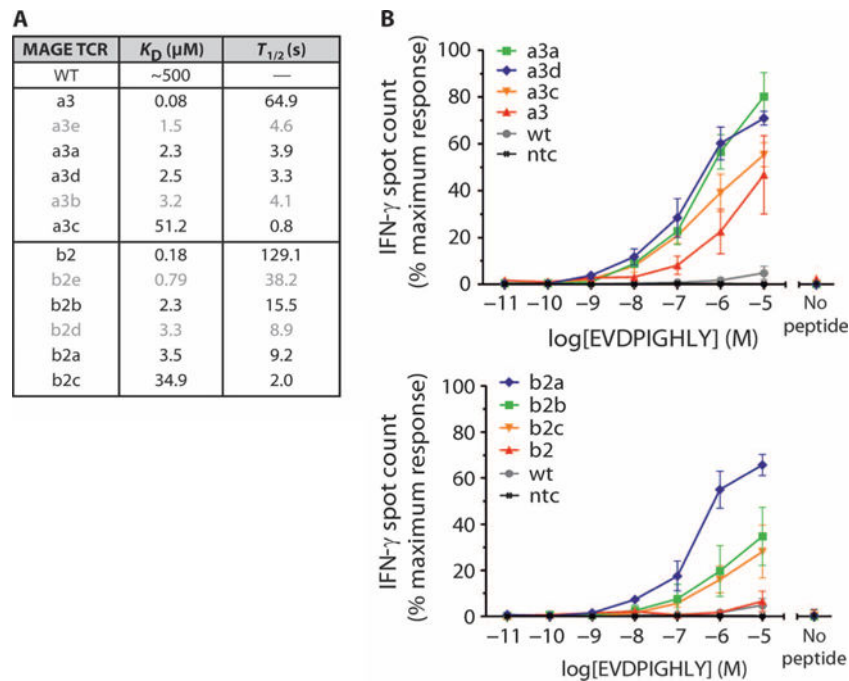 A
MAGE TCR K_D (µM) T_1/2 (s)
WT ~500 —
a3 0.08 64.9
a3e 1.5 4.6
a3a 2.3 3.9
a3d 2.5 3.3
a3b 3.2 4.1
a3c 51.2 0.8
b2 0.18 129.1
b2e 0.79 38.2
b2b 2.3 15.5
b2d 3.3 8.9
b2a 3.5 9.2
b2c 34.9 2.0
B
IFN-γ spot count
(% maximum response)
100
80
60
40
20
0
a3a
a3d
a3c
a3
wt
ntc
−11 −10 −9 −8 −7 −6 −5 No
peptide
log[EVDPIGHLY] (M)
IFN-γ spot count
(% maximum response)
100
80
60
40
20
0
b2a
b2b
b2c
b2
wt
ntc
−11 −10 −9 −8 −7 −6 −5 No
peptide
log[EVDPIGHLY] (M)